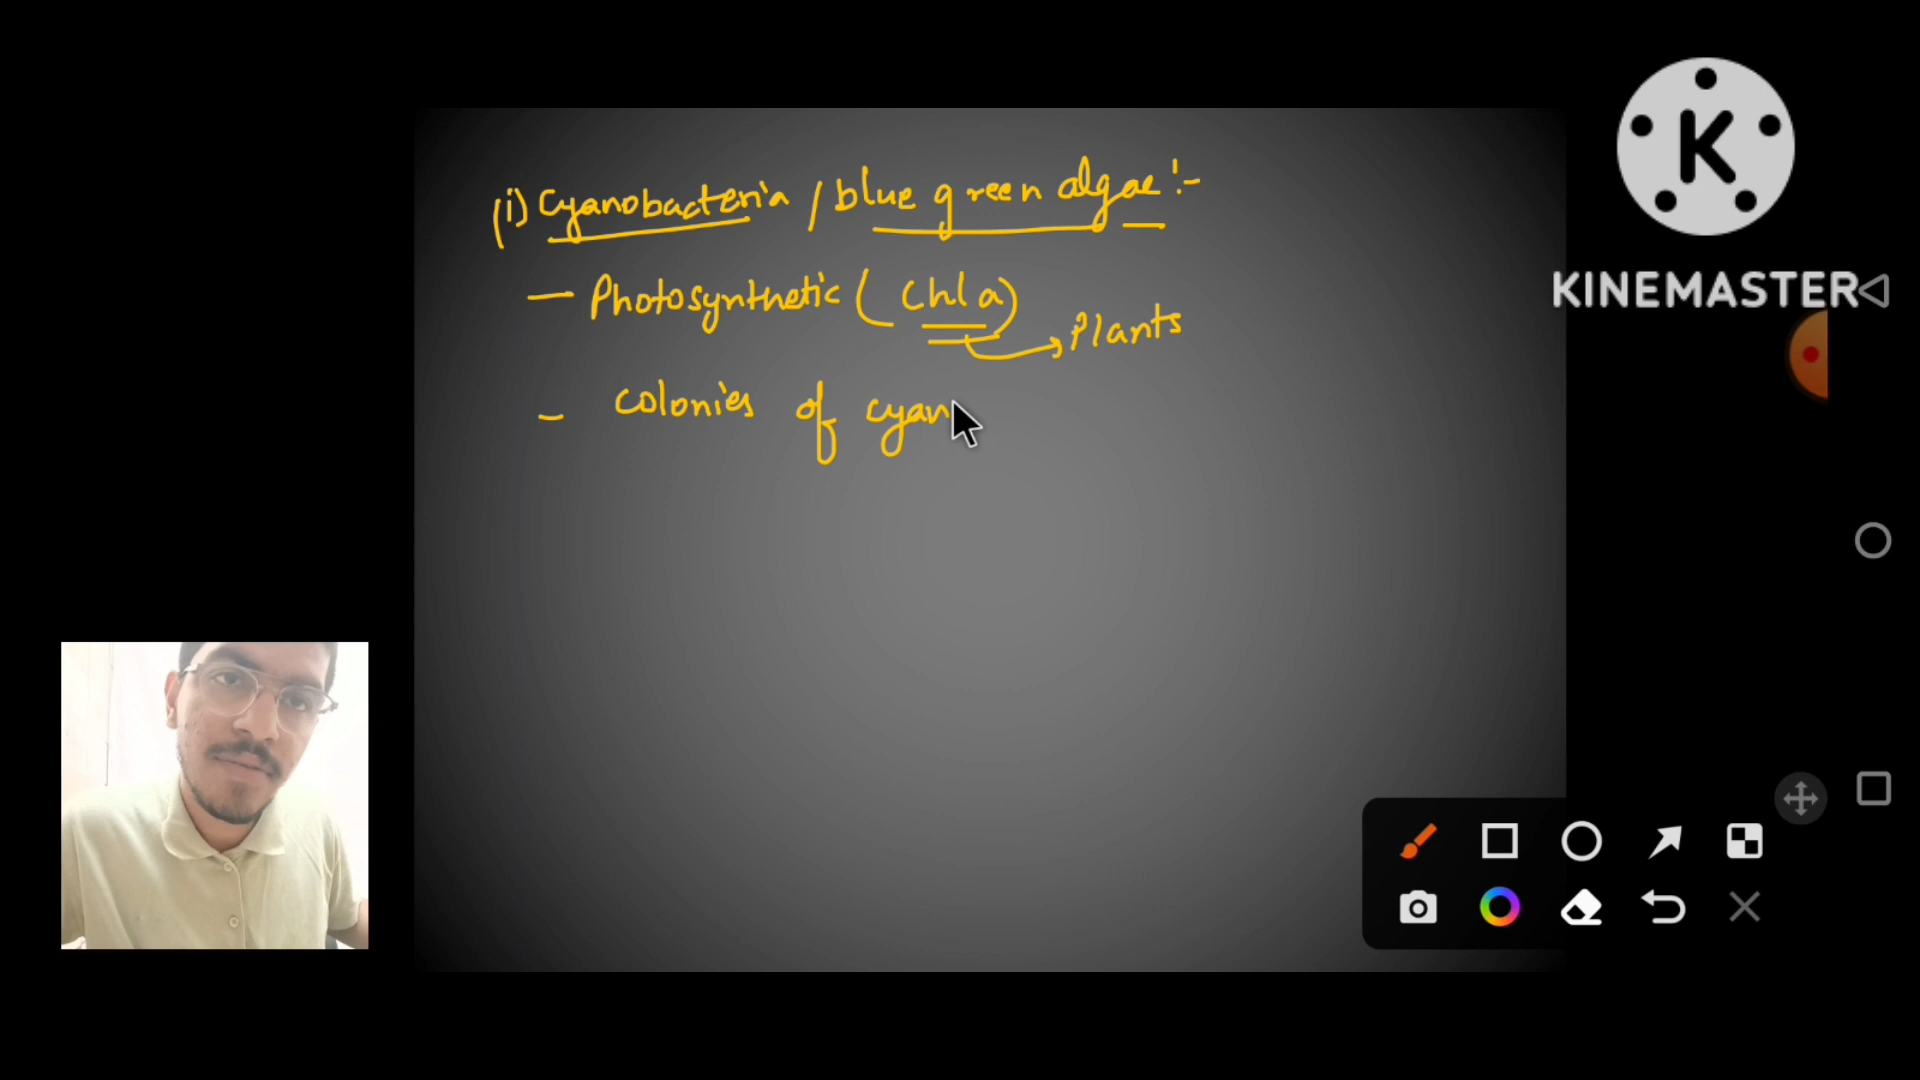 (i) Cyanobacteria / blue green algae :-
— Photosynthetic ( Chl a )
Plants
- Colonies of cyan
K
KINEMASTER